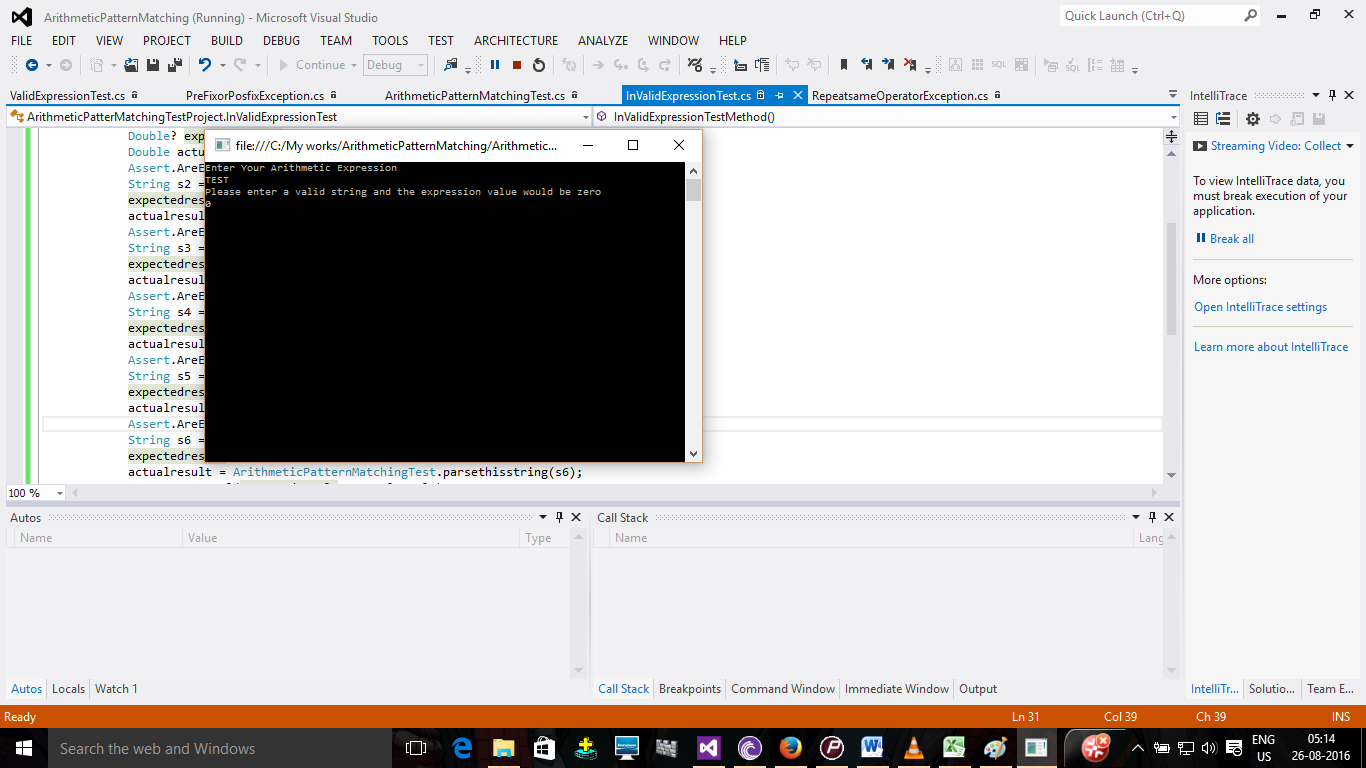 ArithmeticPatternMatching (Running) - Microsoft Visual Studio
Quick Launch (Ctrl+Q)
FILE EDIT VIEW PROJECT BUILD DEBUG TEAM TOOLS TEST ARCHITECTURE ANALYZE WINDOW HELP
Continue Debug SQL SQL
ValidExpressionTest.cs PreFixorPosfixException.cs ArithmeticPatternMatchingTest.cs InValidExpressionTest.cs RepeatsameOperatorException.cs
ArithmeticPatterMatchingTestProject.InValidExpressionTest InValidExpressionTestMethod()
Double? exp
Double actu
Assert.AreE
String s2 =
expectedres
actualresul
Assert.AreE
String s3 =
expectedres
actualresul
Assert.AreE
String s4 =
expectedres
actualresul
Assert.AreE
String s5 =
expectedres
actualresul
Assert.AreE
String s6 =
expectedres
actualresult = ArithmeticPatternMatchingTest.parsethisstring(s6);
file:///C:/My works/ArithmeticPatternMatching/Arithmetic...
Enter Your Arithmetic Expression
TEST
Please enter a valid string and the expression value would be zero
0
100 %
IntelliTrace
Streaming Video: Collect
To view IntelliTrace data, you
must break execution of your
application.
Break all
More options:
Open IntelliTrace settings
Learn more about IntelliTrace
Autos
Name Value Type
Call Stack
Name Lang
Autos Locals Watch 1
Call Stack Breakpoints Command Window Immediate Window Output
IntelliTr... Solutio... Team E...
Ready Ln 31 Col 39 Ch 39 INS
Search the web and Windows
ENG
US
05:14
26-08-2016